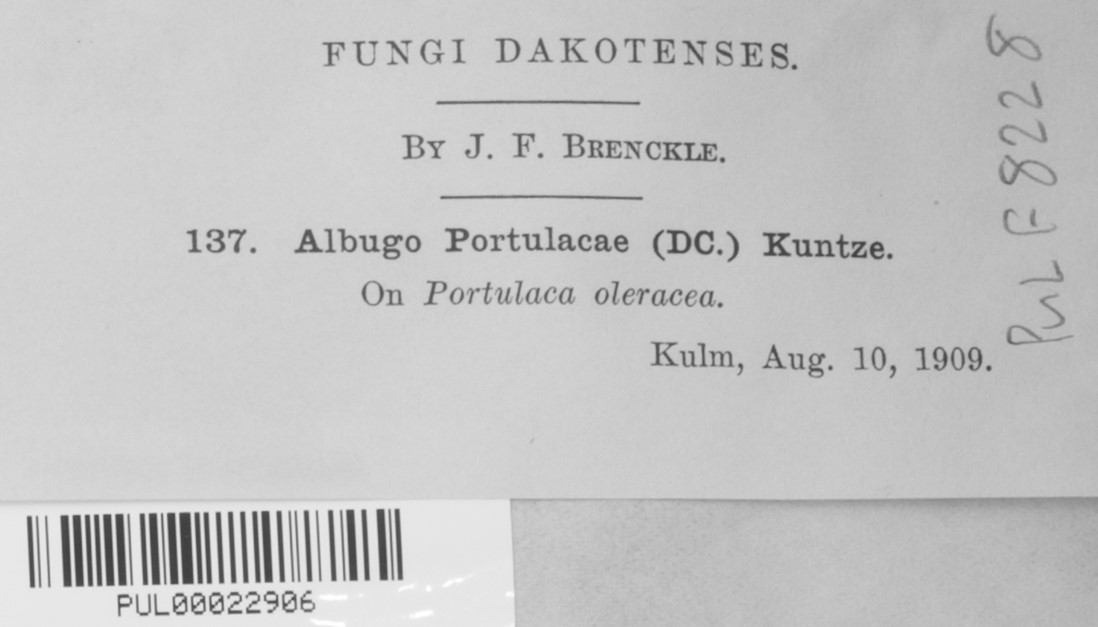 FUNGI DAKOTENSES.
BY J. F. BRENCKLE.
137. Albugo Portulacae (DC.) Kuntze.
On Portulaca oleracea.
Kulm, Aug. 10, 1909.
PUL F 8228
PUL00022906